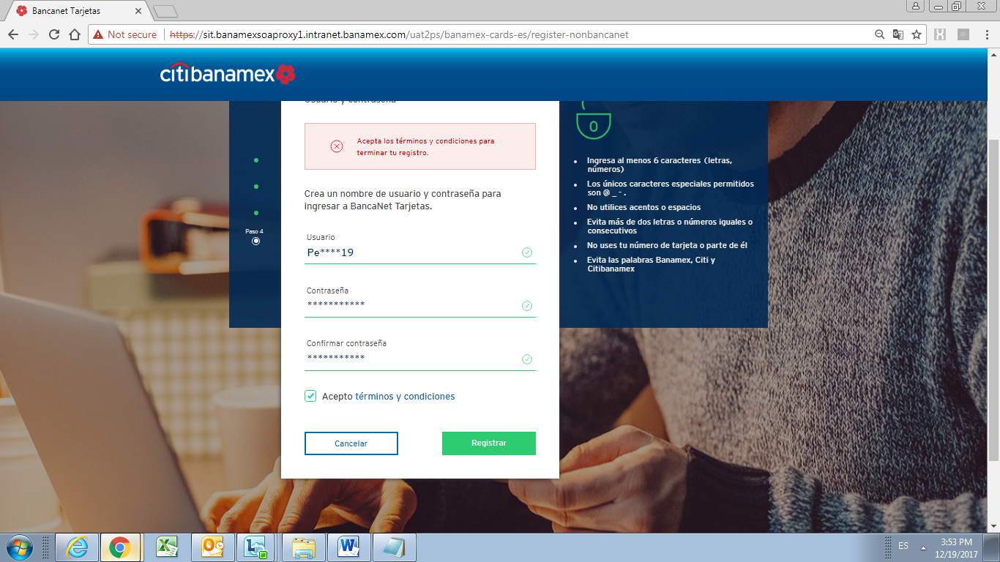 Bancanet Tarjetas
Not secure
https://sit.banamexsoaproxy1.intranet.banamex.com/uat2ps/banamex-cards-es/register-nonbancanet
citibanamex
Usuario y contraseña
Acepta los términos y condiciones para
terminar tu registro.
Crea un nombre de usuario y contraseña para
ingresar a BancaNet Tarjetas.
Usuario
Pe****19
Contraseña
***********
Confirmar contraseña
***********
Acepto términos y condiciones
Cancelar
Registrar
Paso 4
0
Ingresa al menos 6 caracteres (letras,
números)
Los únicos caracteres especiales permitidos
son @ _ - .
No utilices acentos o espacios
Evita más de dos letras o números iguales o
consecutivos
No uses tu número de tarjeta o parte de él
Evita las palabras Banamex, Citi y
Citibanamex
ES
3:53 PM
12/19/2017